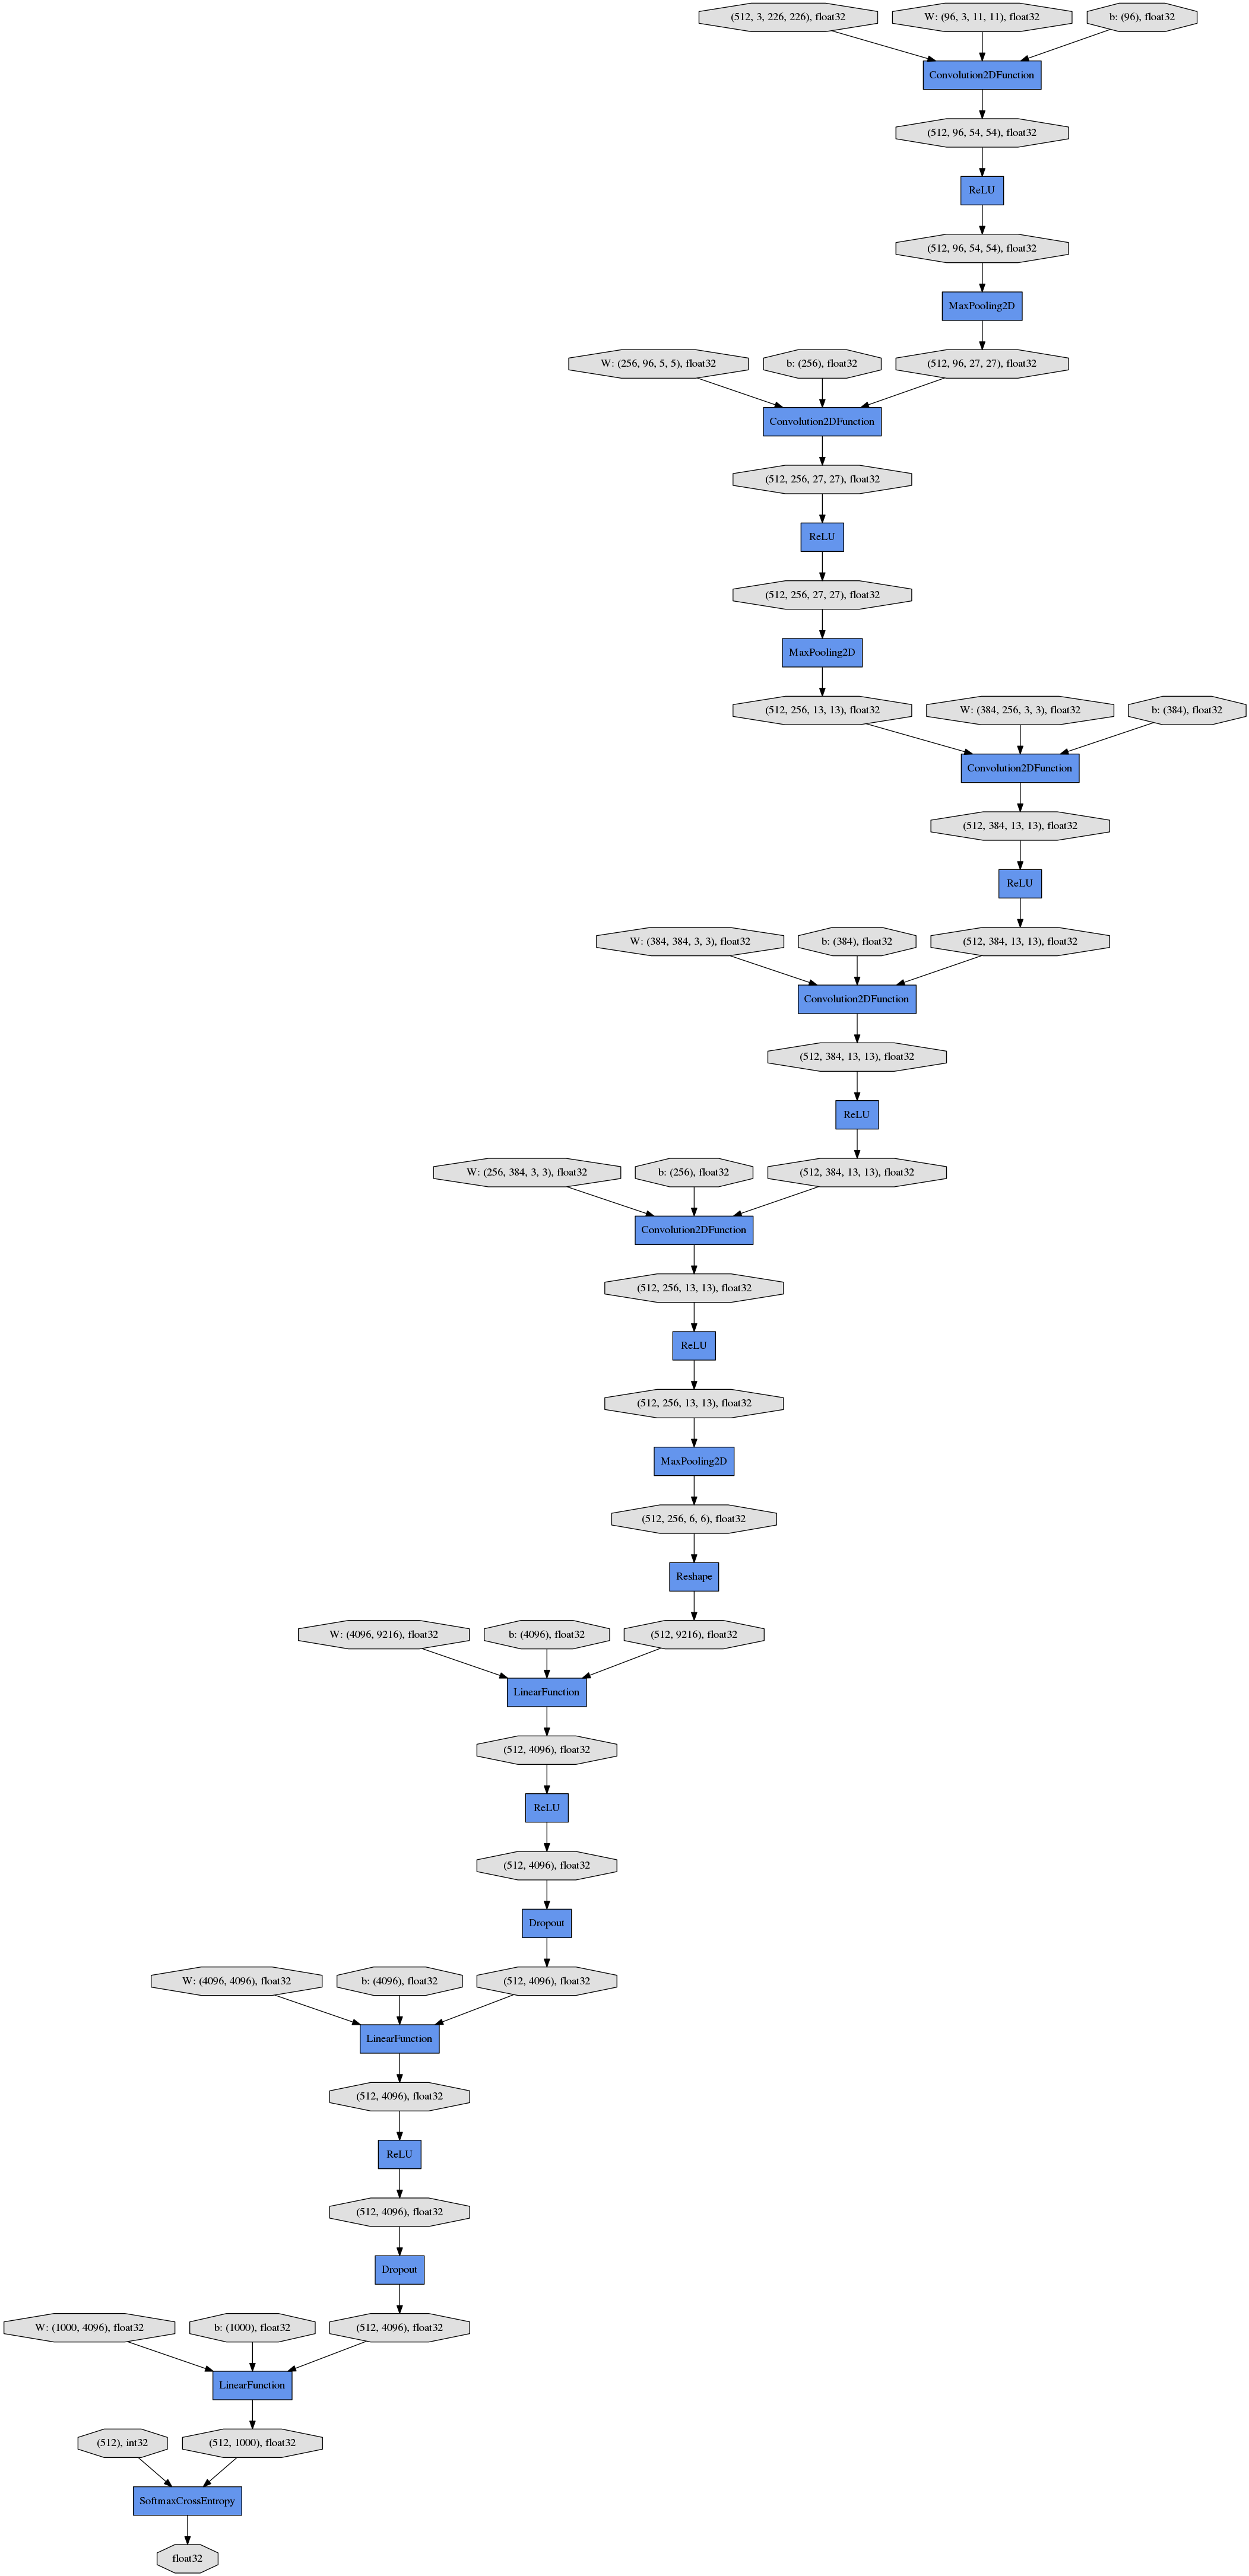 (512, 3, 226, 226), float32
W: (96, 3, 11, 11), float32
b: (96), float32
Convolution2DFunction
(512, 96, 54, 54), float32
ReLU
(512, 96, 54, 54), float32
MaxPooling2D
W: (256, 96, 5, 5), float32
b: (256), float32
(512, 96, 27, 27), float32
Convolution2DFunction
(512, 256, 27, 27), float32
ReLU
(512, 256, 27, 27), float32
MaxPooling2D
(512, 256, 13, 13), float32
W: (384, 256, 3, 3), float32
b: (384), float32
Convolution2DFunction
(512, 384, 13, 13), float32
ReLU
W: (384, 384, 3, 3), float32
b: (384), float32
(512, 384, 13, 13), float32
Convolution2DFunction
(512, 384, 13, 13), float32
ReLU
W: (256, 384, 3, 3), float32
b: (256), float32
(512, 384, 13, 13), float32
Convolution2DFunction
(512, 256, 13, 13), float32
ReLU
(512, 256, 13, 13), float32
MaxPooling2D
(512, 256, 6, 6), float32
Reshape
W: (4096, 9216), float32
b: (4096), float32
(512, 9216), float32
LinearFunction
(512, 4096), float32
ReLU
(512, 4096), float32
Dropout
W: (4096, 4096), float32
b: (4096), float32
(512, 4096), float32
LinearFunction
(512, 4096), float32
ReLU
(512, 4096), float32
Dropout
W: (1000, 4096), float32
b: (1000), float32
(512, 4096), float32
LinearFunction
(512), int32
(512, 1000), float32
SoftmaxCrossEntropy
float32